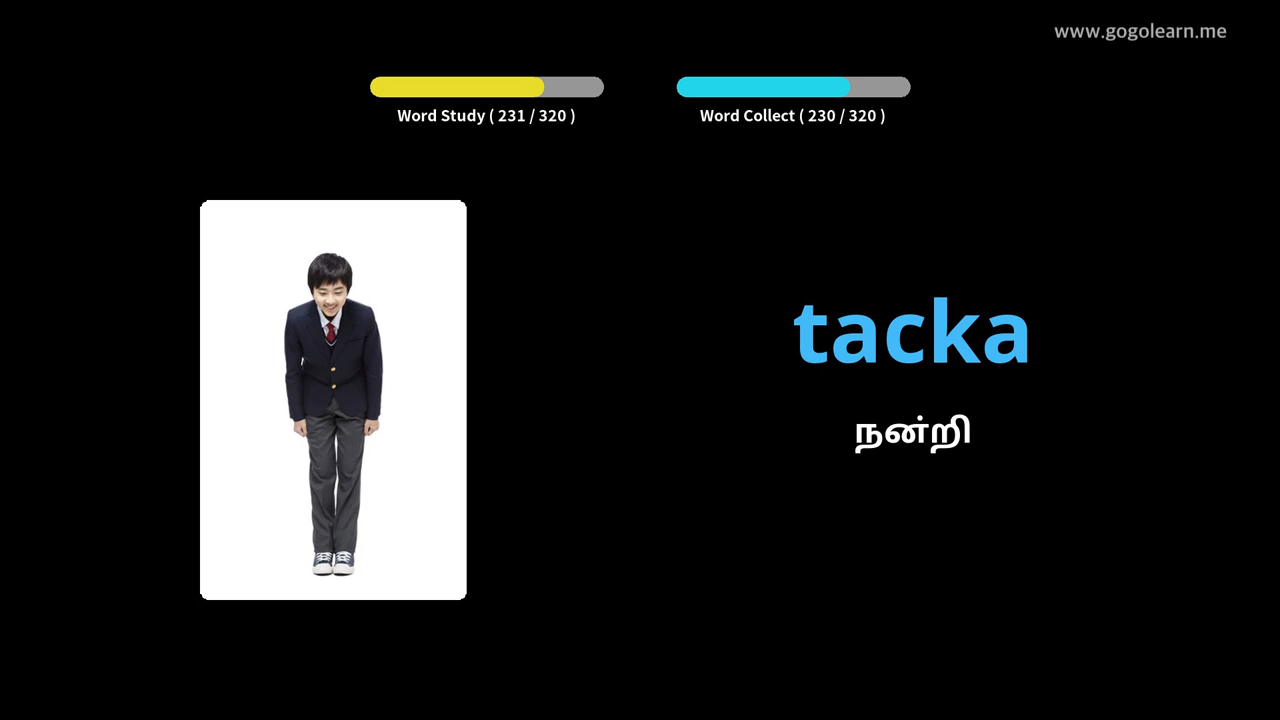 www.gogolearn.me
Word Study ( 231 / 320 )
Word Collect ( 230 / 320 )
tacka
நன்றி